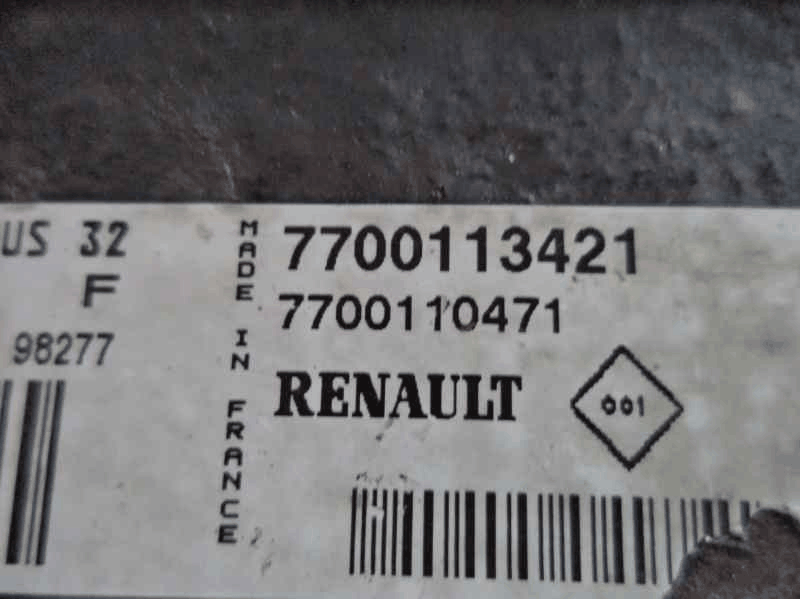 US 32
F
98277
MADE IN FRANCE
7700113421
7700110471
RENAULT
001